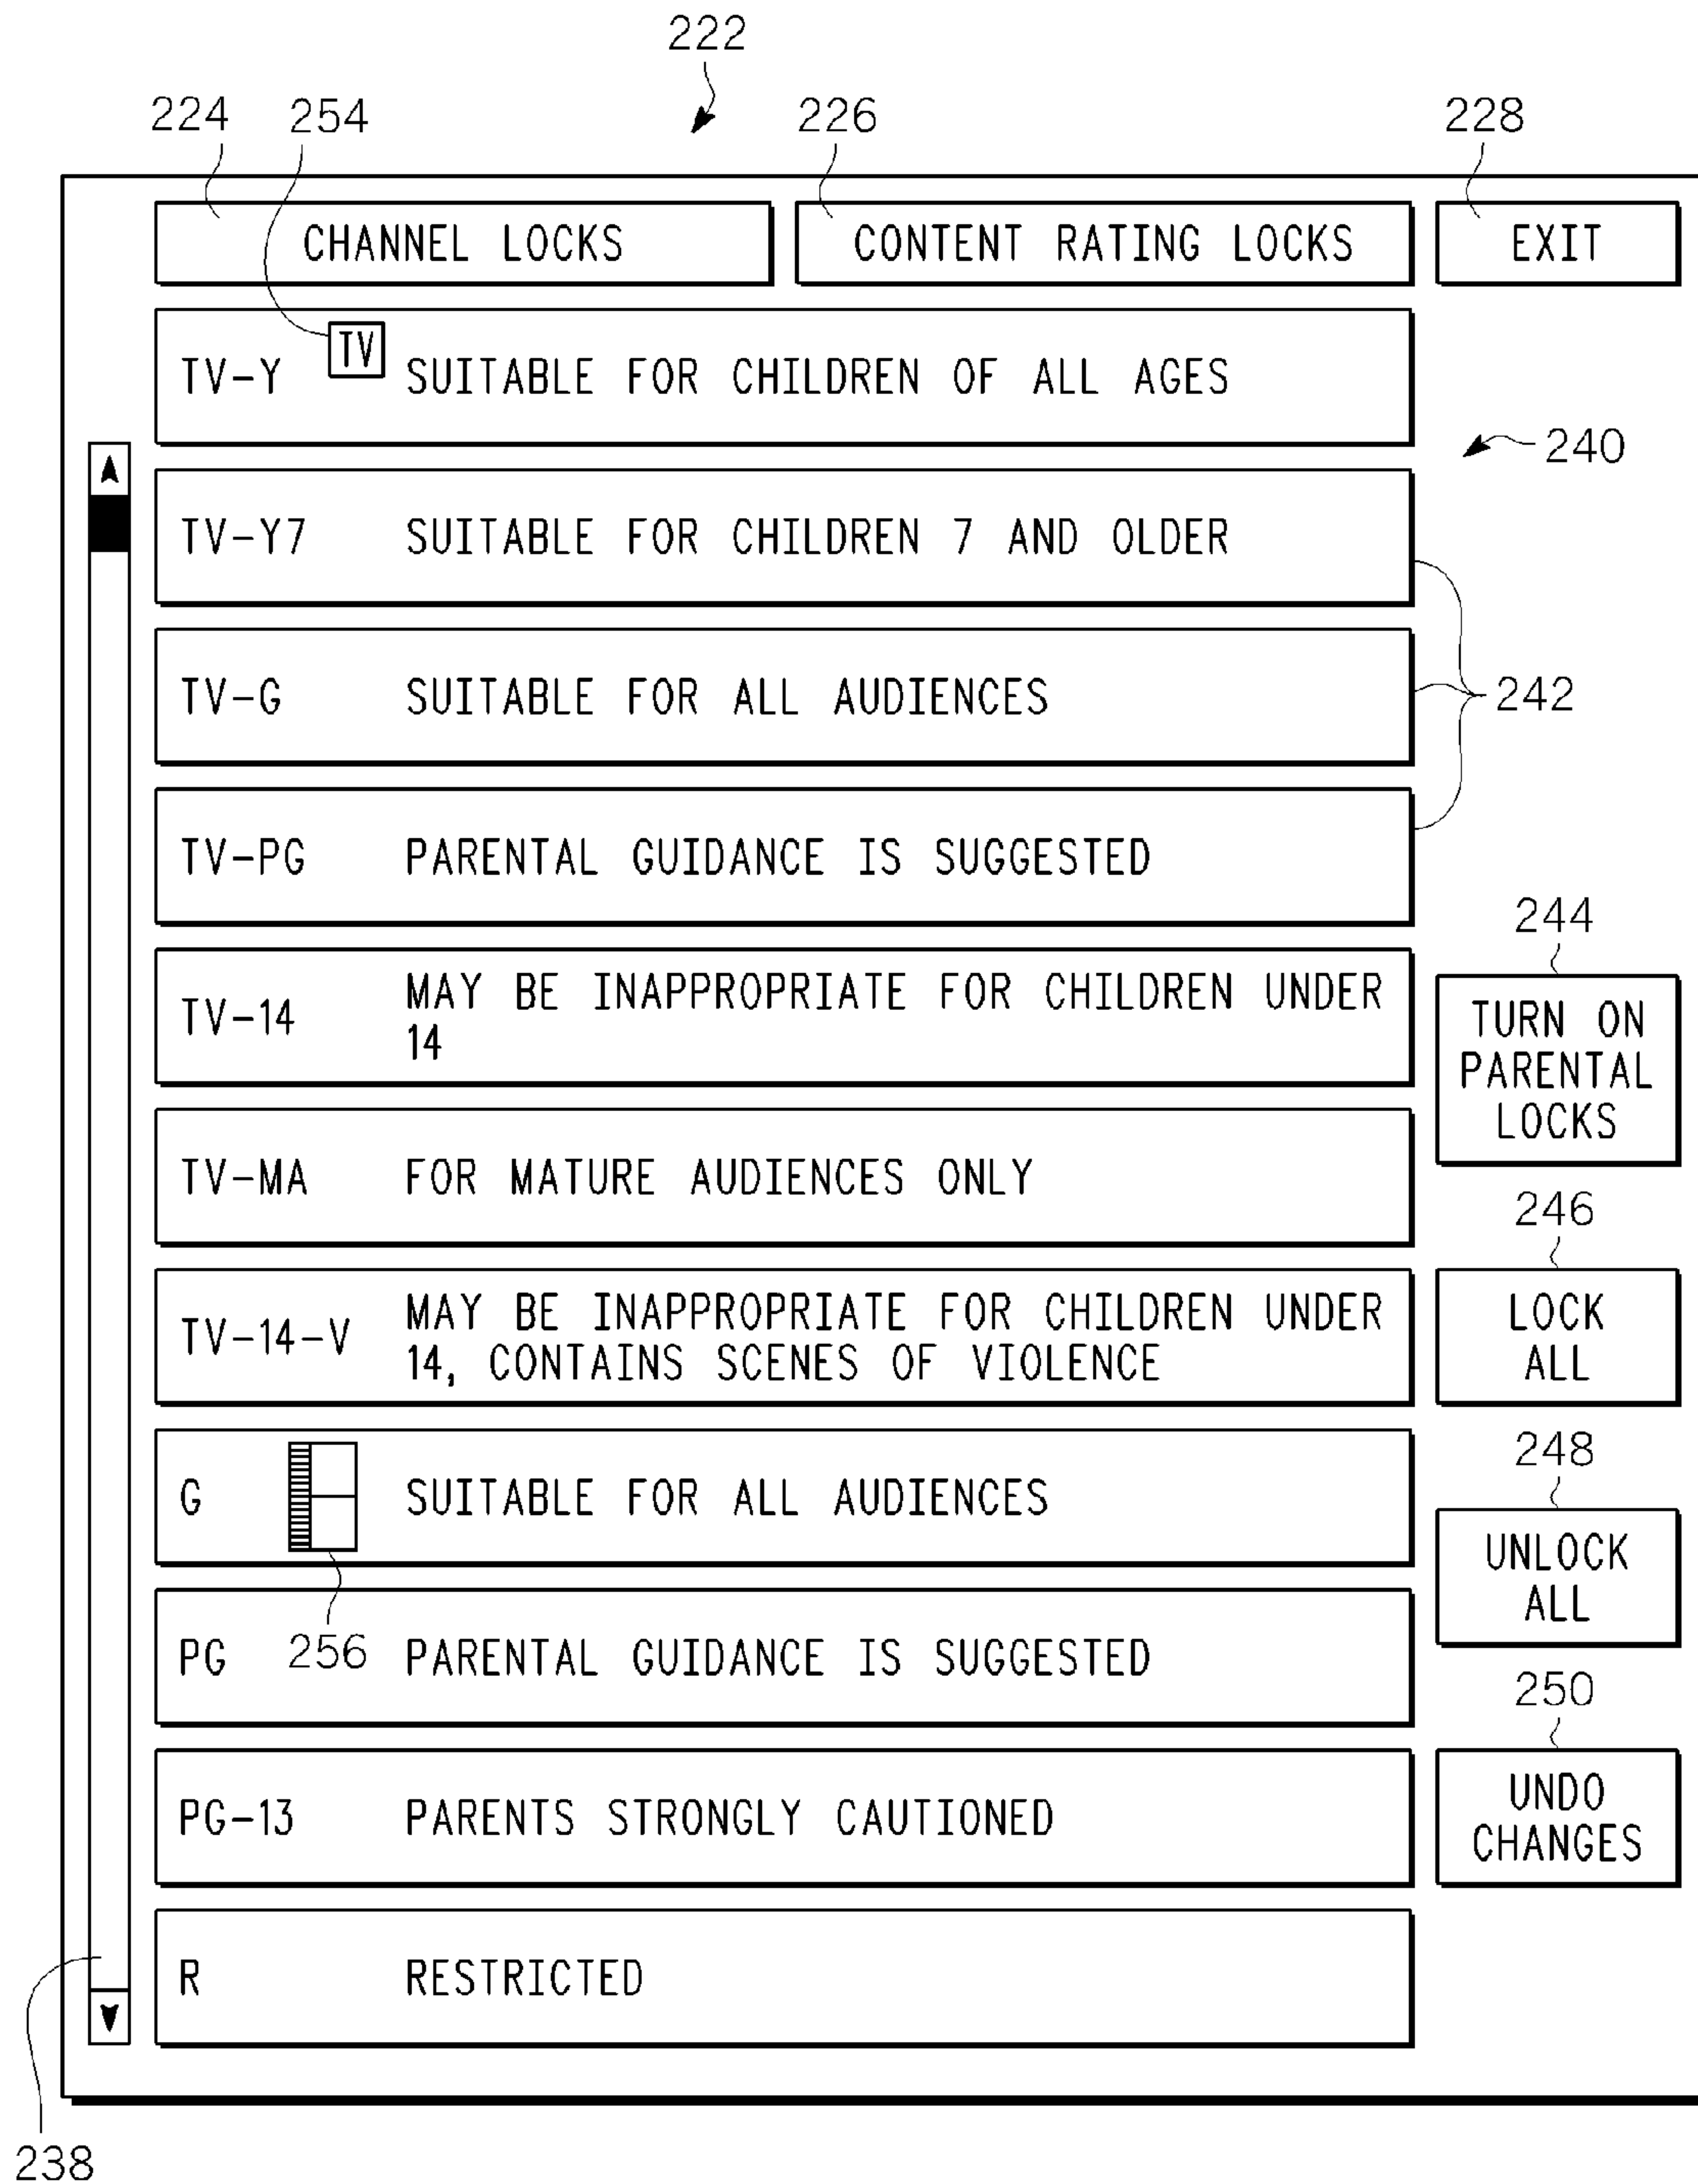 222
224 254 226 228
CHANNEL LOCKS CONTENT RATING LOCKS EXIT
TV-Y TV SUITABLE FOR CHILDREN OF ALL AGES
240
TV-Y7 SUITABLE FOR CHILDREN 7 AND OLDER
TV-G SUITABLE FOR ALL AUDIENCES
242
TV-PG PARENTAL GUIDANCE IS SUGGESTED
244
TV-14 MAY BE INAPPROPRIATE FOR CHILDREN UNDER
14
TURN ON
PARENTAL
LOCKS
TV-MA FOR MATURE AUDIENCES ONLY
246
TV-14-V MAY BE INAPPROPRIATE FOR CHILDREN UNDER
14, CONTAINS SCENES OF VIOLENCE
LOCK
ALL
248
G SUITABLE FOR ALL AUDIENCES
UNLOCK
ALL
256
PG PARENTAL GUIDANCE IS SUGGESTED
250
PG-13 PARENTS STRONGLY CAUTIONED
UNDO
CHANGES
R RESTRICTED
238